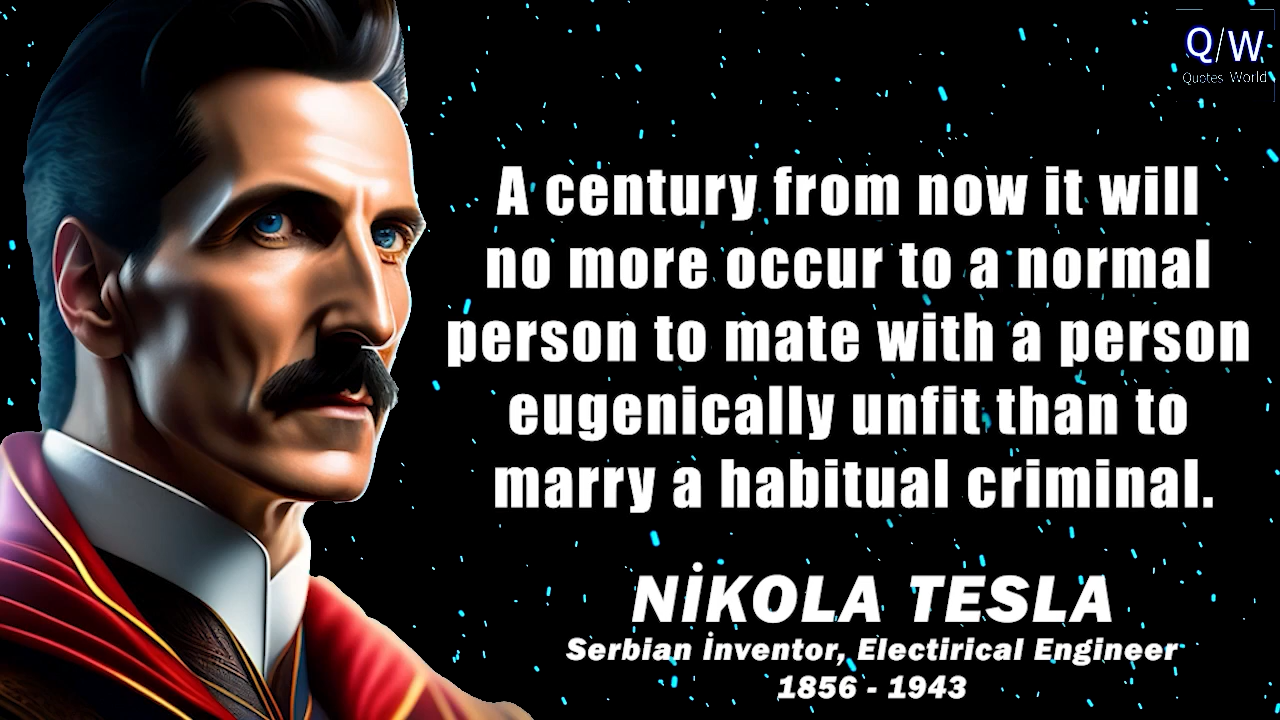 Q/W
Quotes World
A century from now it will
no more occur to a normal
person to mate with a person
eugenically unfit than to
marry a habitual criminal.
NİKOLA TESLA
Serbian İnventor, Electirical Engineer
1856 - 1943